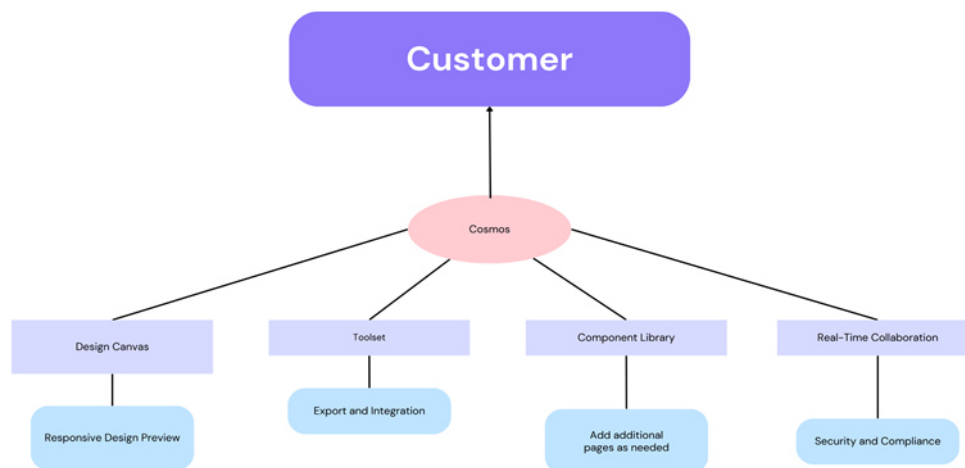 Customer
Cosmos
Design Canvas
Toolset
Component Library
Real-Time Collaboration
Responsive Design Preview
Export and Integration
Add additional
pages as needed
Security and Compliance